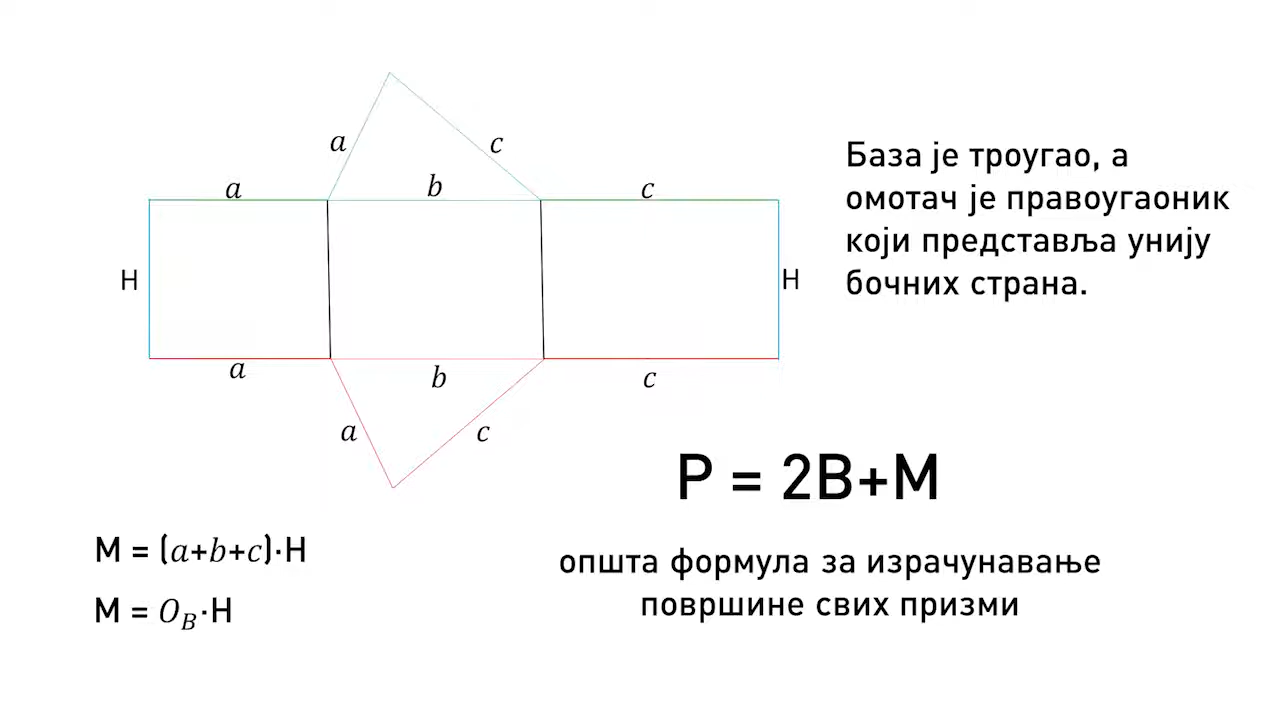 a
c
a
b
c
H
H
a
b
c
a
c
База је троугао, а
омотач је правоугаоник
који представља унију
бочних страна.
P = 2B+M
општа формула за израчунавање
површине свих призми
M = (a+b+c)·H
M = O_B·H